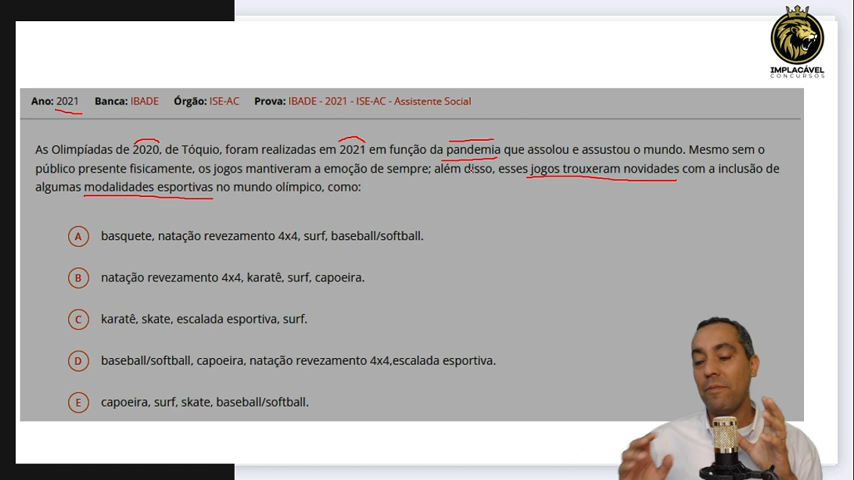 IMPLACÁVEL
CONCURSOS
Ano: 2021 Banca: IBADE Órgão: ISE-AC Prova: IBADE - 2021 - ISE-AC - Assistente Social
As Olimpíadas de 2020, de Tóquio, foram realizadas em 2021 em função da pandemia que assolou e assustou o mundo. Mesmo sem o
público presente fisicamente, os jogos mantiveram a emoção de sempre; além disso, esses jogos trouxeram novidades com a inclusão de
algumas modalidades esportivas no mundo olímpico, como:
A basquete, natação revezamento 4x4, surf, baseball/softball.
B natação revezamento 4x4, karatê, surf, capoeira.
C karatê, skate, escalada esportiva, surf.
D baseball/softball, capoeira, natação revezamento 4x4,escalada esportiva.
E capoeira, surf, skate, baseball/softball.